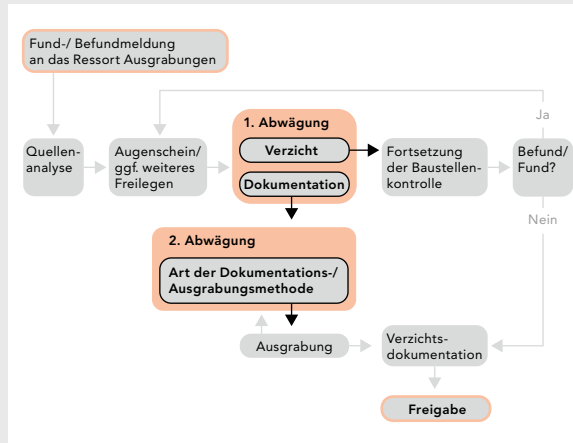 Fund-/ Befundmeldung
an das Ressort Ausgrabungen
Ja
1. Abwägung
Quellen-
analyse
Augenschein/
ggf. weiteres
Freilegen
Verzicht
Dokumentation
Fortsetzung
der Baustellen-
kontrolle
Befund/
Fund?
Nein
2. Abwägung
Art der Dokumentations-/
Ausgrabungsmethode
Ausgrabung
Verzichts-
dokumentation
Freigabe